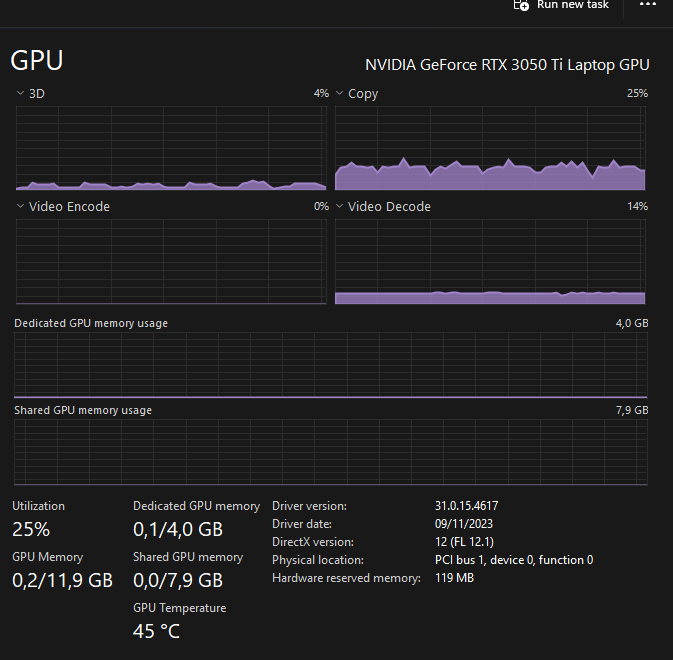 Run new task
GPU
NVIDIA GeForce RTX 3050 Ti Laptop GPU
3D 4%
Copy 25%
Video Encode 0%
Video Decode 14%
Dedicated GPU memory usage 4,0 GB
Shared GPU memory usage 7,9 GB
Utilization
25%
GPU Memory
0,2/11,9 GB
Dedicated GPU memory
0,1/4,0 GB
Shared GPU memory
0,0/7,9 GB
GPU Temperature
45 °C
Driver version: 31.0.15.4617
Driver date: 09/11/2023
DirectX version: 12 (FL 12.1)
Physical location: PCI bus 1, device 0, function 0
Hardware reserved memory: 119 MB